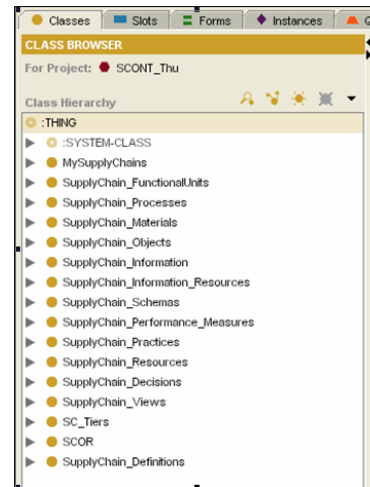 Classes Slots Forms Instances
CLASS BROWSER
For Project: SCONT_Thu
Class Hierarchy
:THING
:SYSTEM-CLASS
MySupplyChains
SupplyChain_FunctionalUnits
SupplyChain_Processes
SupplyChain_Materials
SupplyChain_Objects
SupplyChain_Information
SupplyChain_Information_Resources
SupplyChain_Schemas
SupplyChain_Performance_Measures
SupplyChain_Practices
SupplyChain_Resources
SupplyChain_Decisions
SupplyChain_Views
SC_Tiers
SCOR
SupplyChain_Definitions